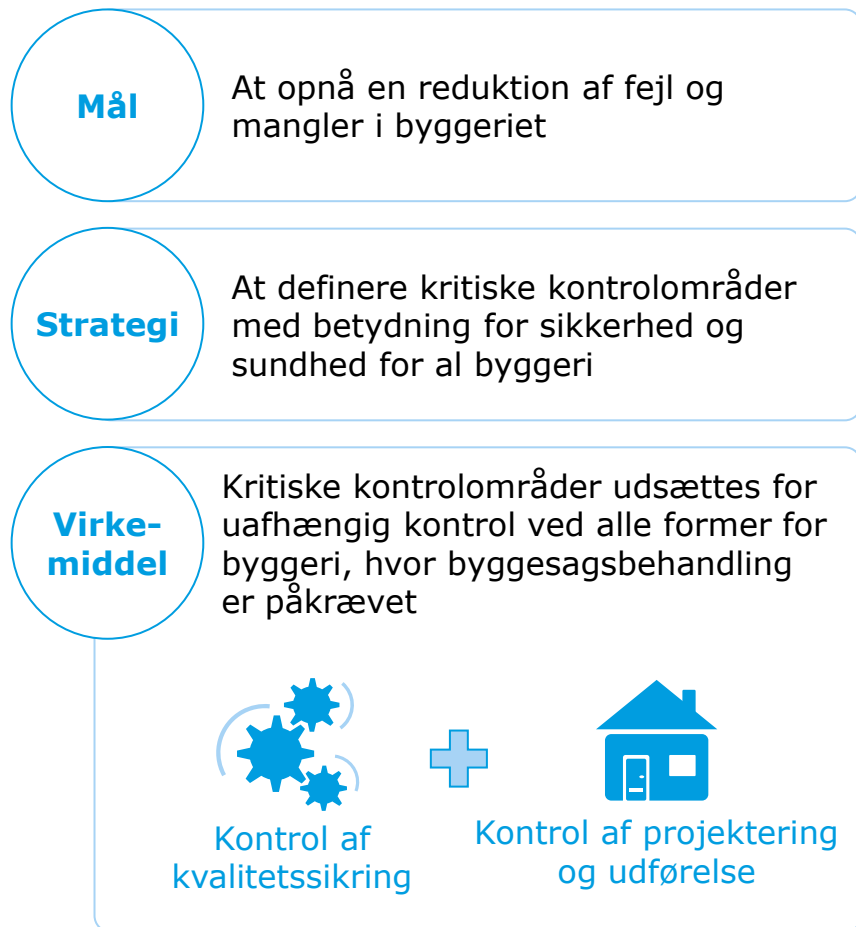 Mål
At opnå en reduktion af fejl og
mangler i byggeriet
Strategi
At definere kritiske kontrolområder
med betydning for sikkerhed og
sundhed for al byggeri
Virke-
middel
Kritiske kontrolområder udsættes for
uafhængig kontrol ved alle former for
byggeri, hvor byggesagsbehandling
er påkrævet
Kontrol af
kvalitetssikring
Kontrol af projektering
og udførelse